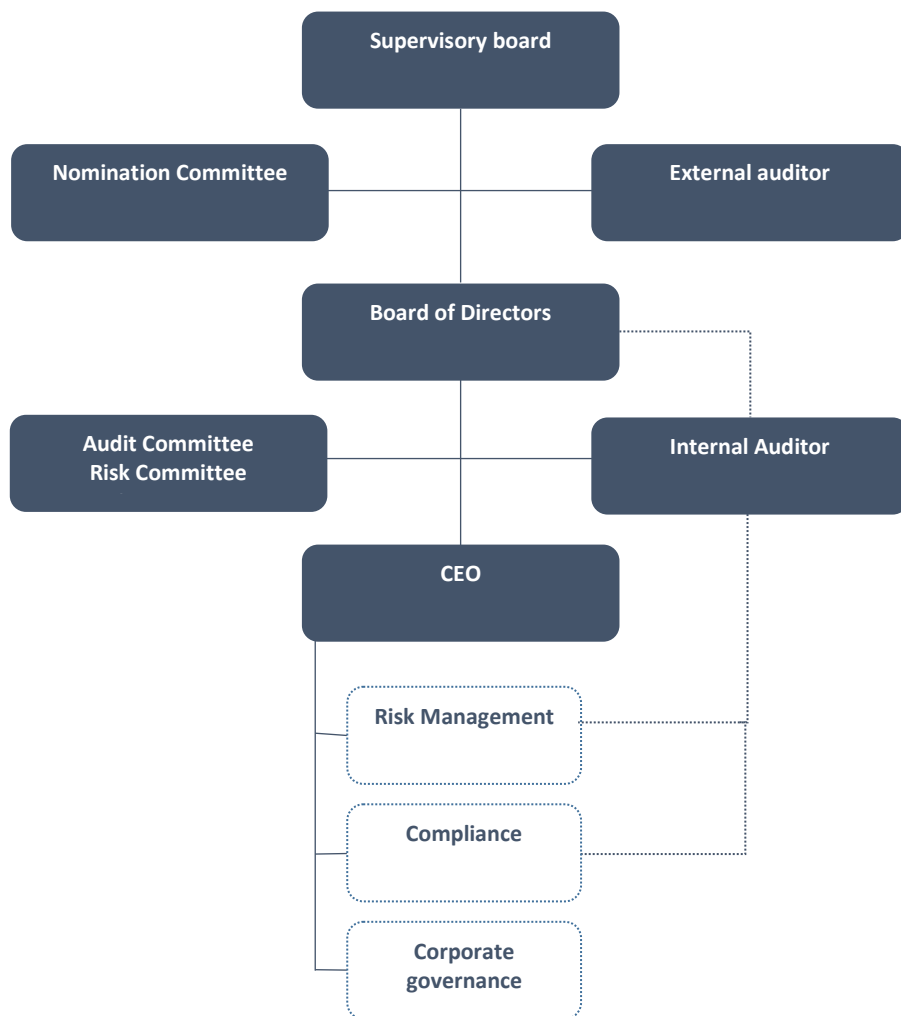 Supervisory board
Nomination Committee
External auditor
Board of Directors
Audit Committee
Risk Committee
Internal Auditor
CEO
Risk Management
Compliance
Corporate
governance